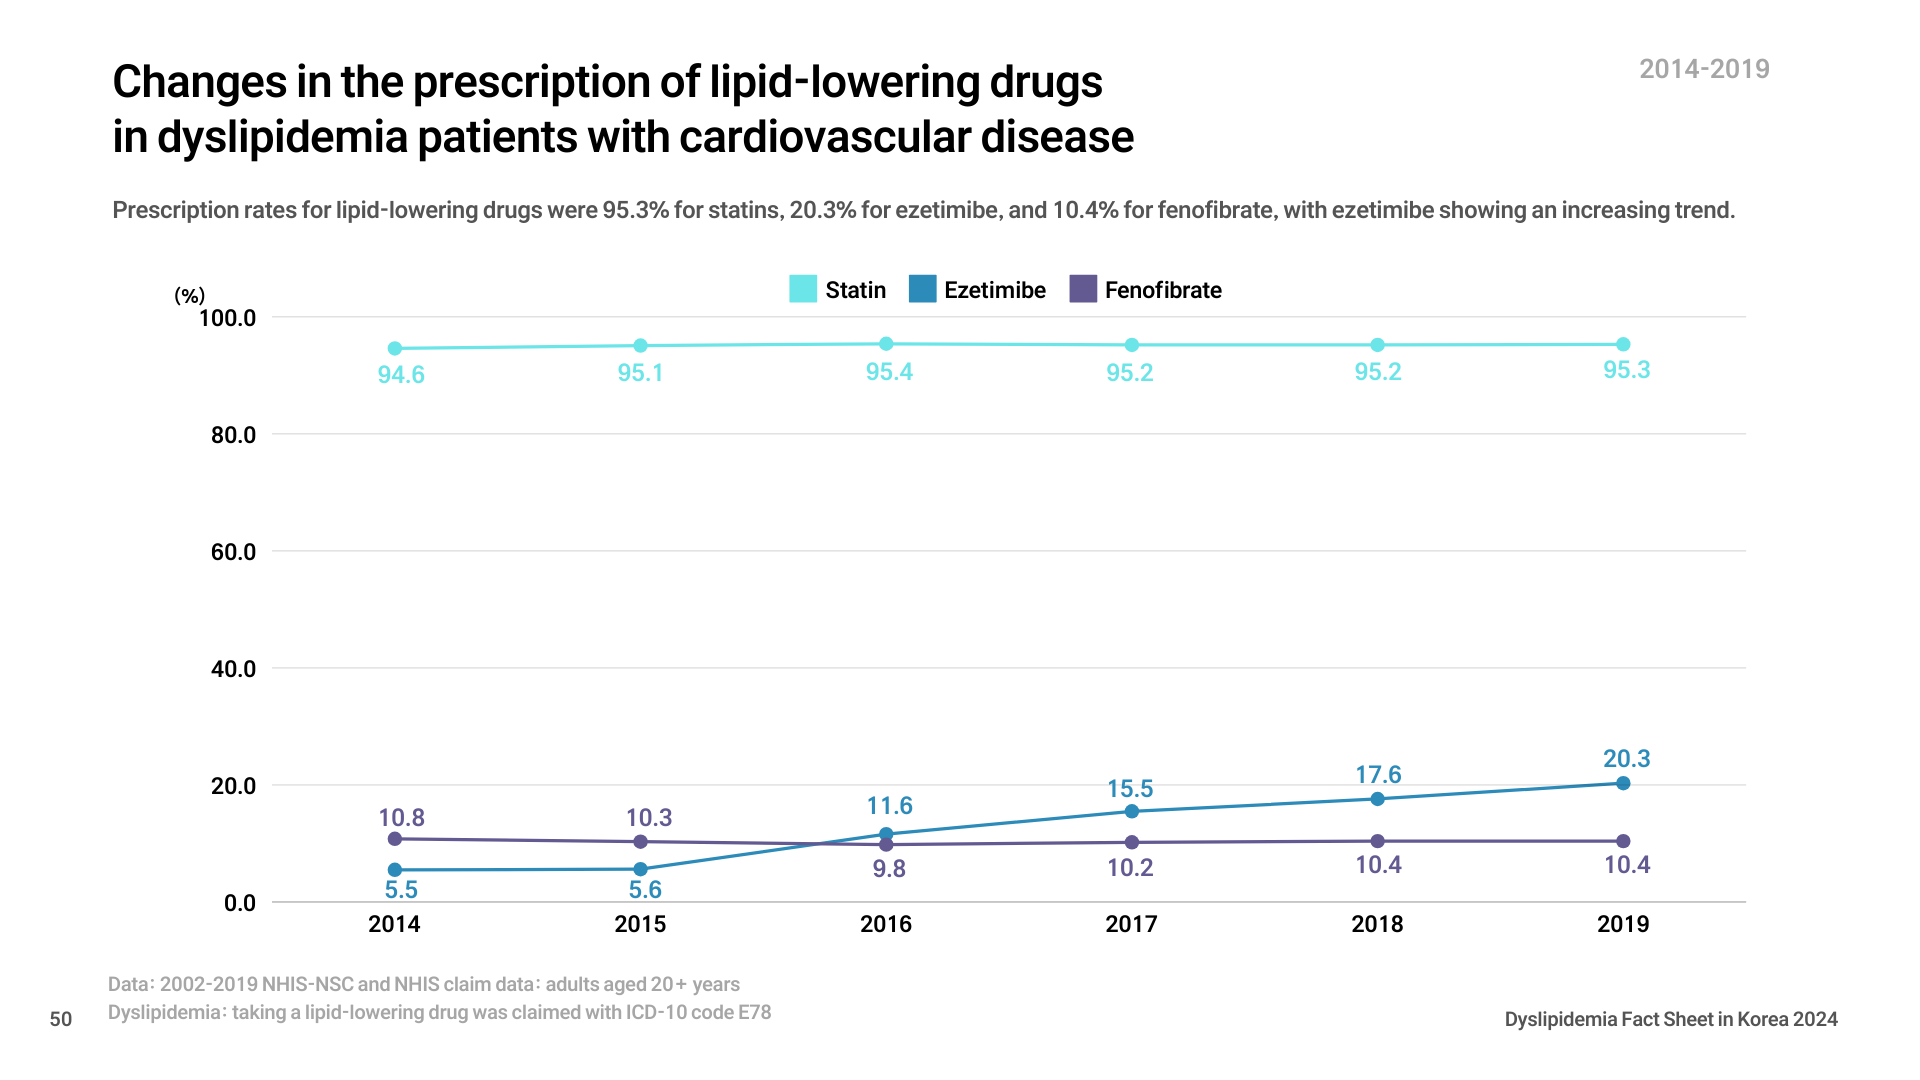 2014-2019
Changes in the prescription of lipid-lowering drugs
in dyslipidemia patients with cardiovascular disease
Prescription rates for lipid-lowering drugs were 95.3% for statins, 20.3% for ezetimibe, and 10.4% for fenofibrate, with ezetimibe showing an increasing trend.
Statin Ezetimibe Fenofibrate
(%)
100.0
94.6 95.1 95.4 95.2 95.2 95.3
80.0
60.0
40.0
20.0
10.8 10.3 11.6 15.5 17.6 20.3
5.5 5.6 9.8 10.2 10.4 10.4
0.0
2014 2015 2016 2017 2018 2019
Data: 2002-2019 NHIS-NSC and NHIS claim data: adults aged 20+ years
Dyslipidemia: taking a lipid-lowering drug was claimed with ICD-10 code E78
50
Dyslipidemia Fact Sheet in Korea 2024